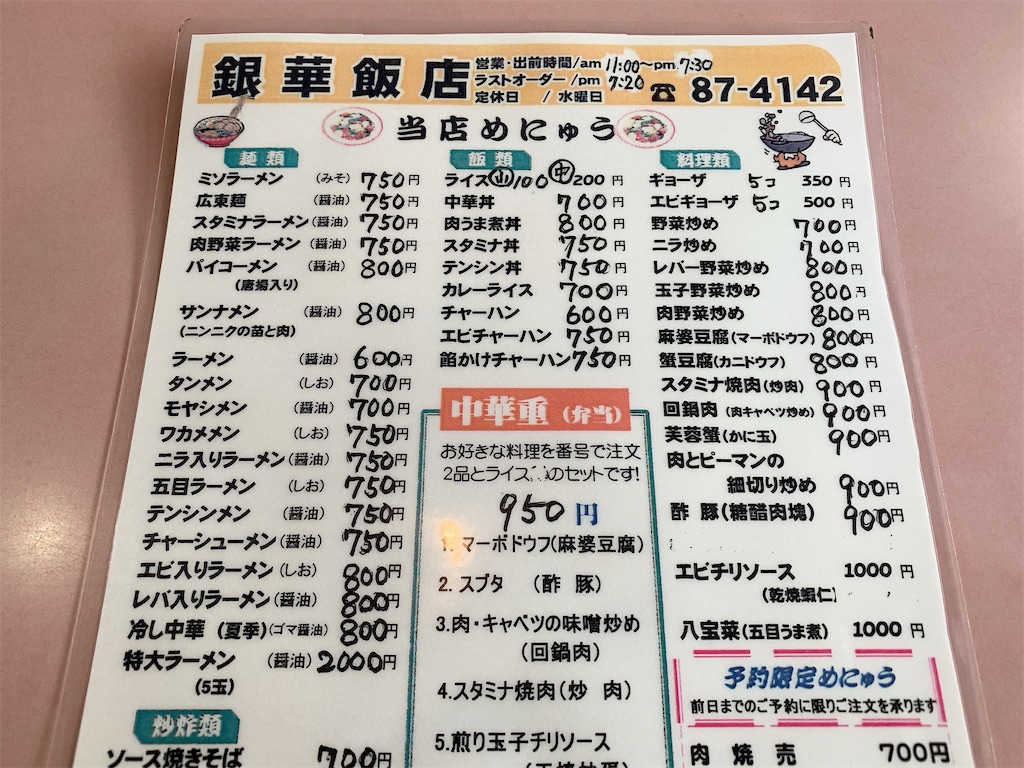 銀華飯店
営業・出前時間/am 11:00～pm 7:30
ラストオーダー /pm 7:20
定休日 / 水曜日
☎ 87-4142
当店めにゅう
麺類
ミソラーメン (みそ) 750円
広東麺 (醤油) 750円
スタミナラーメン (醤油) 750円
肉野菜ラーメン (醤油) 750円
パイコーメン (醤油) 800円
(唐揚入り)
サンナメン (醤油) 800円
(ニンニクの苗と肉)
ラーメン (醤油) 600円
タンメン (しお) 700円
モヤシメン (醤油) 700円
ワカメメン (しお) 750円
ニラ入りラーメン (醤油) 750円
五目ラーメン (しお) 750円
テンシンメン (醤油) 750円
チャーシューメン (醤油) 750円
エビ入りラーメン (しお) 800円
レバ入りラーメン (醤油) 800円
冷し中華 (夏季) (ゴマ醤油) 800円
特大ラーメン (醤油) 2000円
(5玉)
炒炸類
ソース焼きそば 700円
飯類
ライス 小 100 中 200 円
中華丼 700円
肉うま煮丼 800円
スタミナ丼 750円
テンシン丼 750円
カレーライス 700円
チャーハン 600円
エビチャーハン 750円
餡かけチャーハン 750円
中華重 (弁当)
お好きな料理を番号で注文
2品とライス のセットです!
950円
1. マーボドウフ(麻婆豆腐)
2. スブタ (酢 豚)
3. 肉・キャベツの味噌炒め
(回鍋肉)
4. スタミナ焼肉(炒 肉)
5. 煎り玉子チリソース
料理類
ギョーザ 5コ 350円
エビギョーザ 5コ 500円
野菜炒め 700円
ニラ炒め 700円
レバー野菜炒め 800円
玉子野菜炒め 800円
肉野菜炒め 800円
麻婆豆腐(マーボドウフ) 800円
蟹豆腐(カニドウフ) 800円
スタミナ焼肉(炒肉) 900円
回鍋肉 (肉キャベツ炒め) 900円
芙蓉蟹(かに玉) 900円
肉とピーマンの
細切り炒め 900円
酢 豚(糖醋肉塊) 900円
エビチリソース 1000円
(乾焼蝦仁)
八宝菜(五目うま煮) 1000円
予約限定めにゅう
前日までのご予約に限りご注文を承ります
肉 焼 売 700円